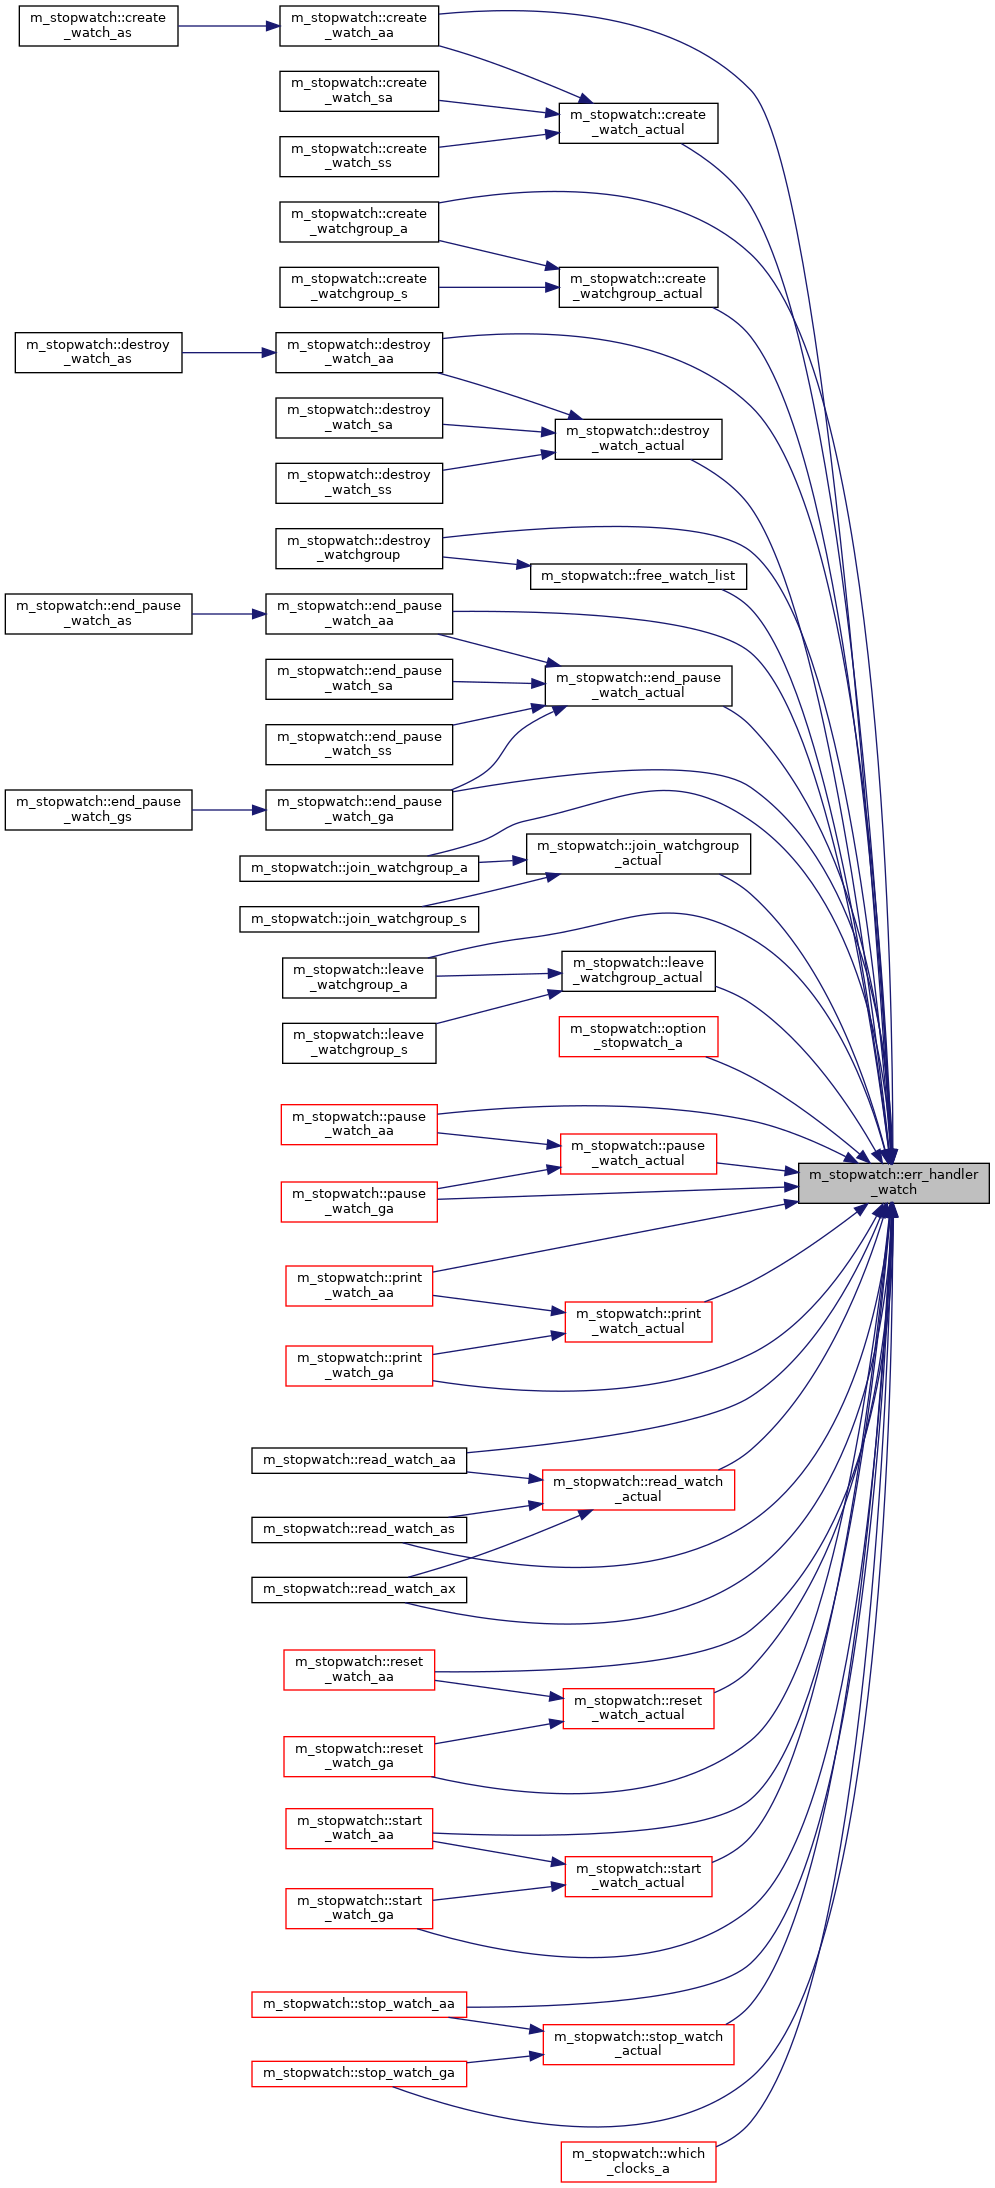 m_stopwatch::create
_watch_as
m_stopwatch::create
_watch_aa
m_stopwatch::create
_watch_sa
m_stopwatch::create
_watch_actual
m_stopwatch::create
_watch_ss
m_stopwatch::create
_watchgroup_a
m_stopwatch::create
_watchgroup_s
m_stopwatch::create
_watchgroup_actual
m_stopwatch::destroy
_watch_as
m_stopwatch::destroy
_watch_aa
m_stopwatch::destroy
_watch_sa
m_stopwatch::destroy
_watch_actual
m_stopwatch::destroy
_watch_ss
m_stopwatch::destroy
_watchgroup
m_stopwatch::free_watch_list
m_stopwatch::end_pause
_watch_as
m_stopwatch::end_pause
_watch_aa
m_stopwatch::end_pause
_watch_sa
m_stopwatch::end_pause
_watch_actual
m_stopwatch::end_pause
_watch_ss
m_stopwatch::end_pause
_watch_gs
m_stopwatch::end_pause
_watch_ga
m_stopwatch::join_watchgroup
_actual
m_stopwatch::join_watchgroup_a
m_stopwatch::join_watchgroup_s
m_stopwatch::leave
_watchgroup_a
m_stopwatch::leave
_watchgroup_actual
m_stopwatch::leave
_watchgroup_s
m_stopwatch::option
_stopwatch_a
m_stopwatch::pause
_watch_aa
m_stopwatch::pause
_watch_actual
m_stopwatch::err_handler
_watch
m_stopwatch::pause
_watch_ga
m_stopwatch::print
_watch_aa
m_stopwatch::print
_watch_actual
m_stopwatch::print
_watch_ga
m_stopwatch::read_watch_aa
m_stopwatch::read_watch
_actual
m_stopwatch::read_watch_as
m_stopwatch::read_watch_ax
m_stopwatch::reset
_watch_aa
m_stopwatch::reset
_watch_actual
m_stopwatch::reset
_watch_ga
m_stopwatch::start
_watch_aa
m_stopwatch::start
_watch_actual
m_stopwatch::start
_watch_ga
m_stopwatch::stop_watch_aa
m_stopwatch::stop_watch
_actual
m_stopwatch::stop_watch_ga
m_stopwatch::which
_clocks_a